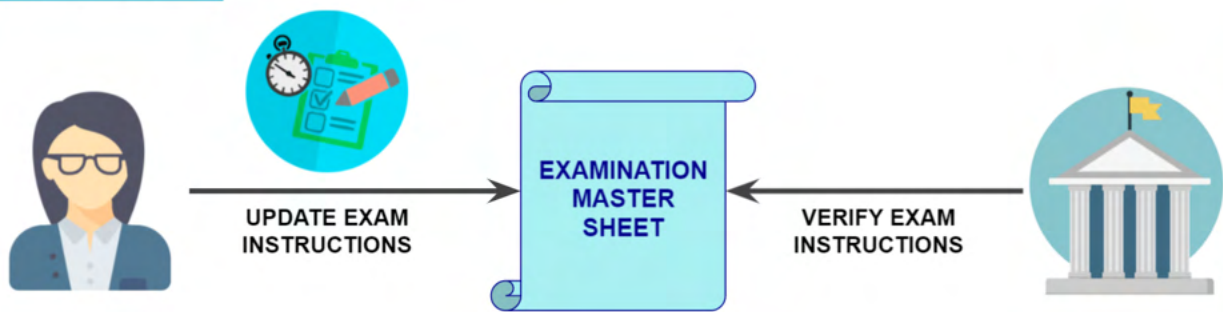 EXAMINATION
MASTER
SHEET
UPDATE EXAM
INSTRUCTIONS
VERIFY EXAM
INSTRUCTIONS